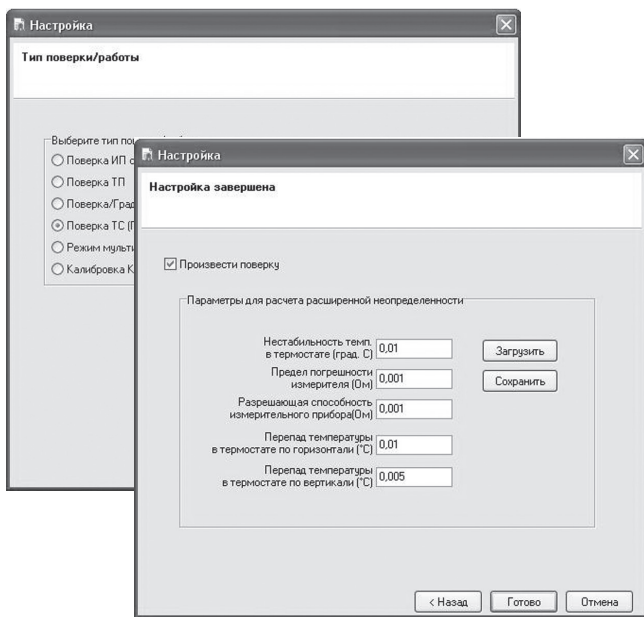 Настройка
Тип поверки/работы
Выберите тип
Поверка ИП
Поверка ТП
Поверка/Град
Поверка ТС
Режим мульти
Калибровка К
Настройка
Настройка завершена
Произвести поверку
Параметры для расчета расширенной неопределенности
Нестабильность темп.
в термостате (град. С) 0,01
Загрузить
Предел погрешности
измерителя (Ом) 0,001
Сохранить
Разрешающая способность
измерительного прибора(Ом) 0,001
Перепад температуры
в термостате по горизонтали (°С) 0,01
Перепад температуры
в термостате по вертикали (°С) 0,005
< Назад
Готово
Отмена